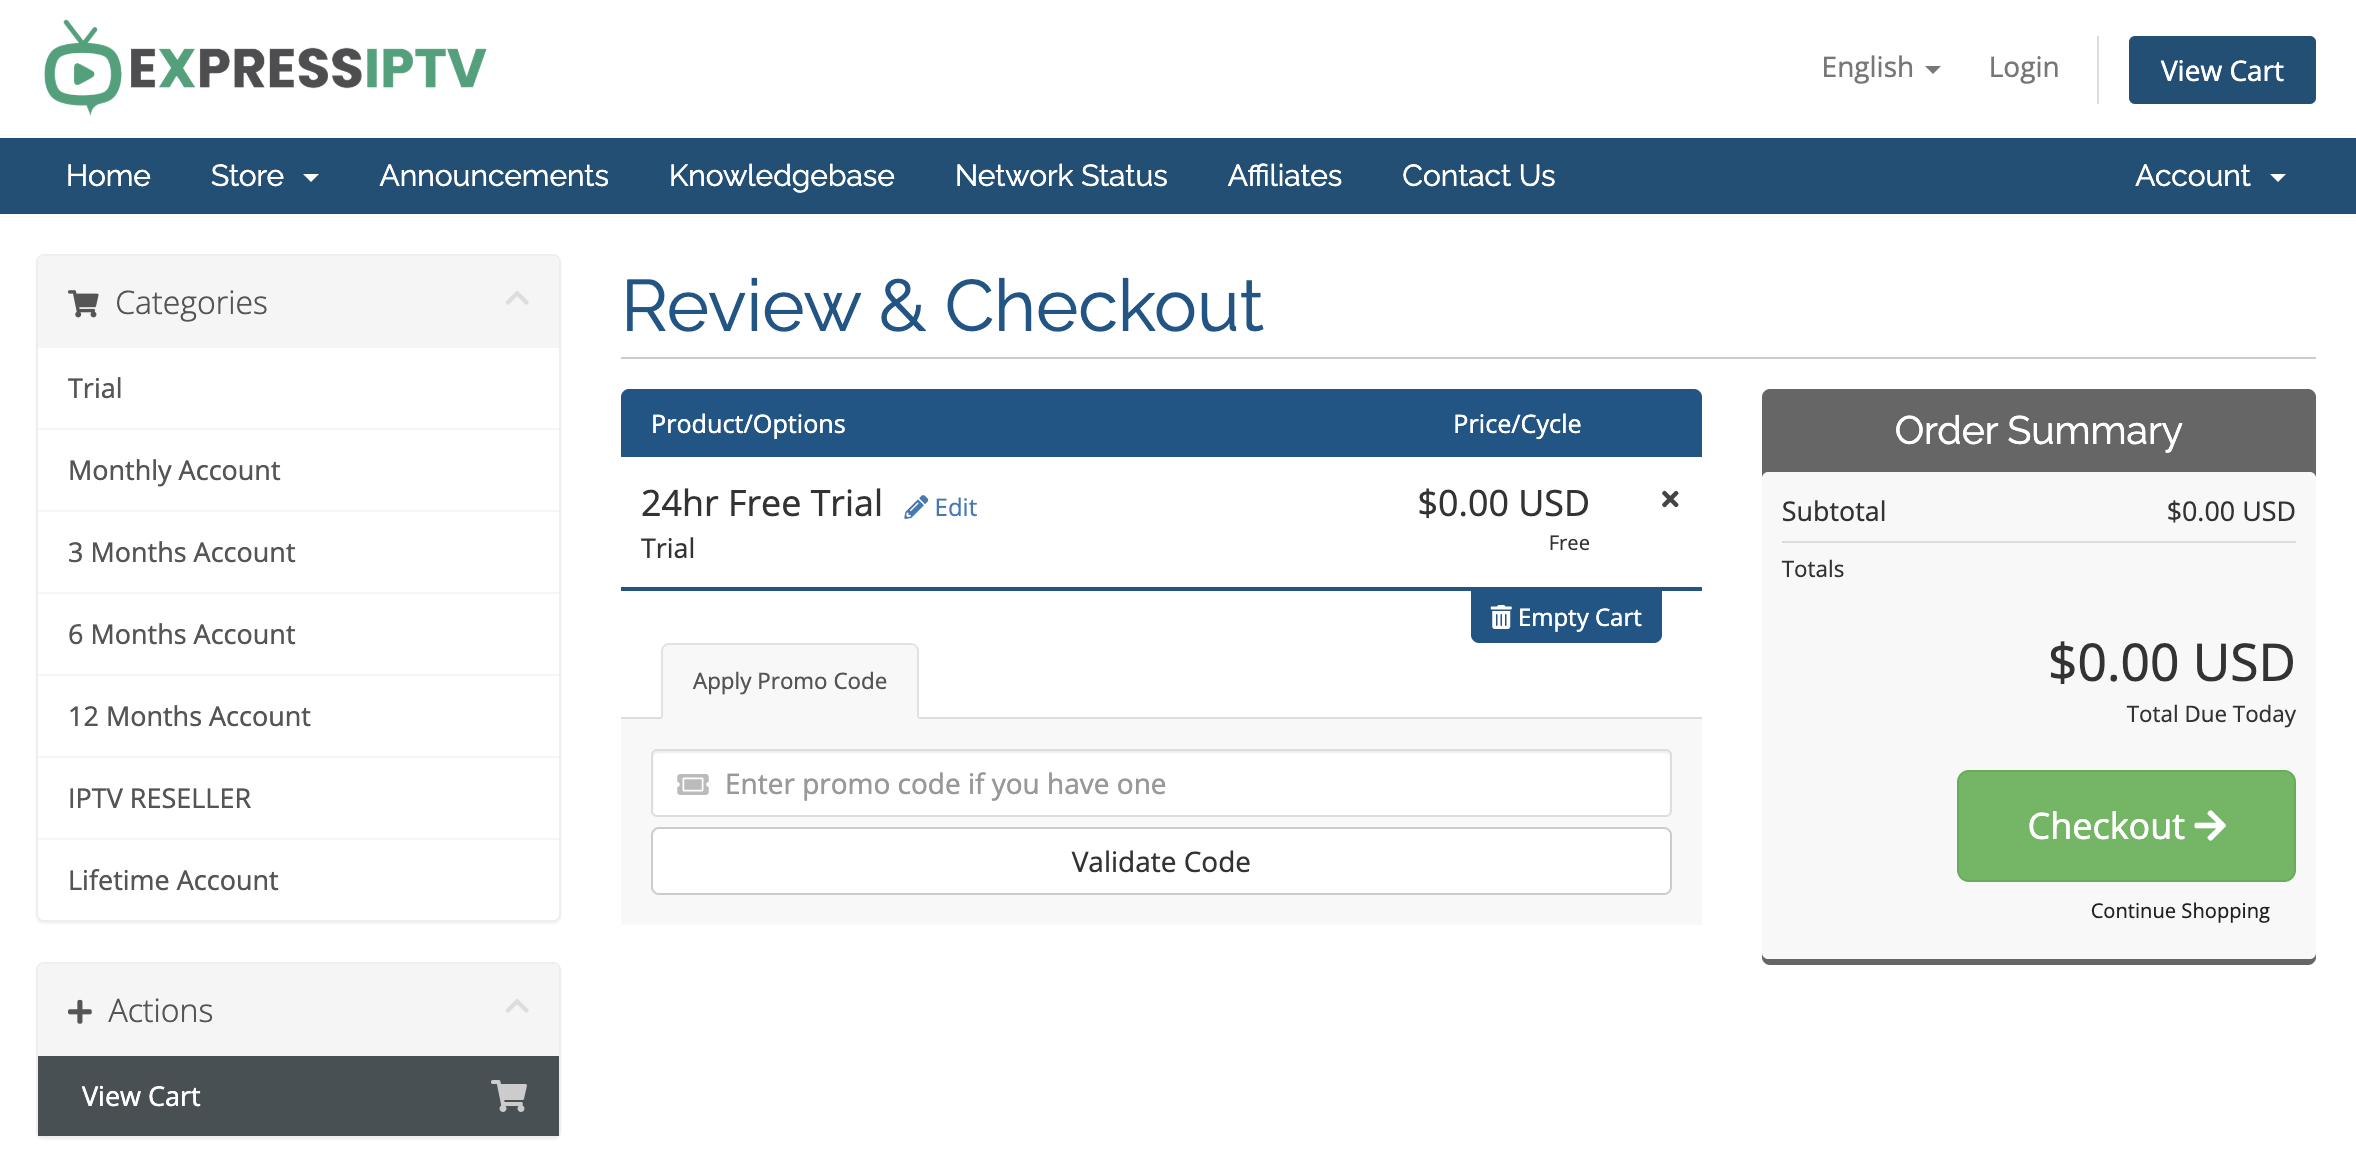 EXPRESSIPTV
English
Login
View Cart
Home
Store
Announcements
Knowledgebase
Network Status
Affiliates
Contact Us
Account
Categories
Trial
Monthly Account
3 Months Account
6 Months Account
12 Months Account
IPTV RESELLER
Lifetime Account
Actions
View Cart
Review & Checkout
Product/Options
Price/Cycle
24hr Free Trial
Edit
$0.00 USD
Trial
Free
Empty Cart
Apply Promo Code
Enter promo code if you have one
Validate Code
Order Summary
Subtotal
$0.00 USD
Totals
$0.00 USD
Total Due Today
Checkout
Continue Shopping